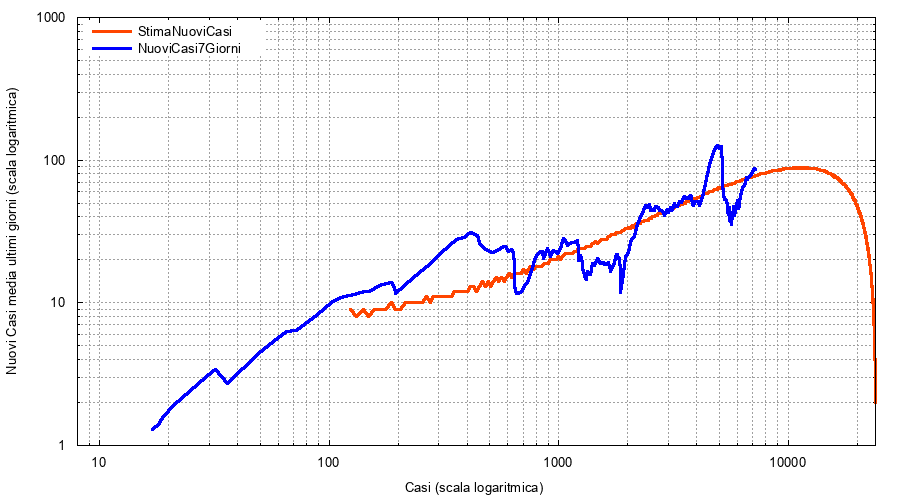 1000
StimaNuoviCasi
NuoviCasi7Giorni
100
10
1
Nuovi Casi media ultimi giorni (scala logaritmica)
10
100
1000
10000
Casi (scala logaritmica)